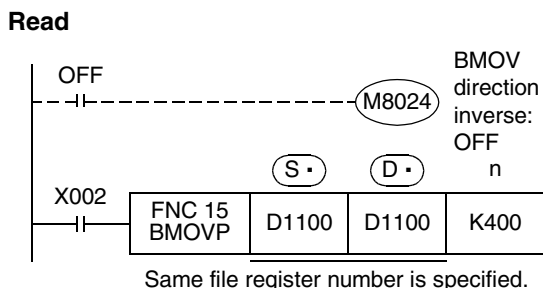 Read
OFF
M8024
BMOV
direction
inverse:
OFF
S·
D·
n
X002
FNC 15
BMOVP
D1100
D1100
K400
Same file register number is specified.